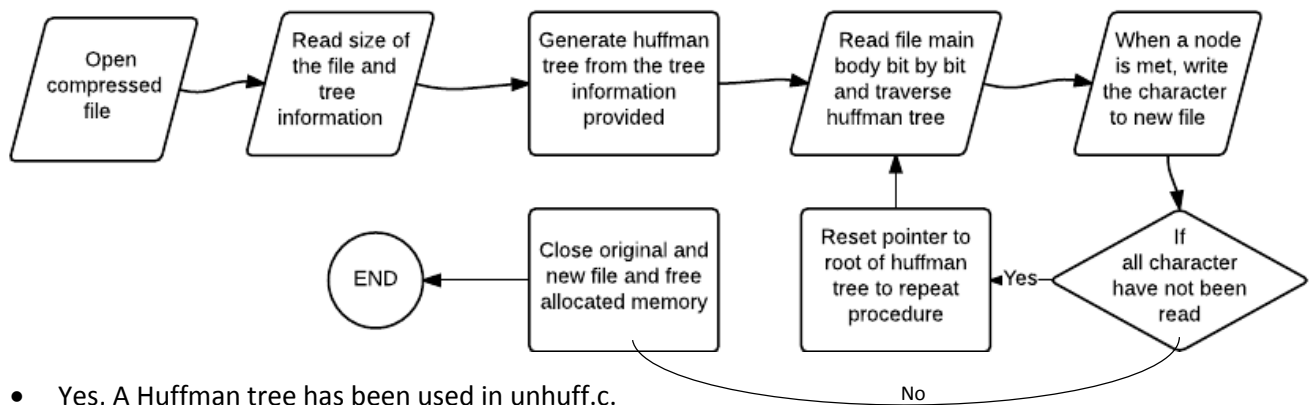 Open
compressed
file
Read size of
the file and
tree
information
Generate huffman
tree from the tree
information
provided
Read file main
body bit by bit
and traverse
huffman tree
When a node
is met, write
the character
to new file
If
all character
have not been
read
Yes
Reset pointer to
root of huffman
tree to repeat
procedure
Close original and
new file and free
allocated memory
END
No
• Yes. A Huffman tree has been used in unhuff.c.